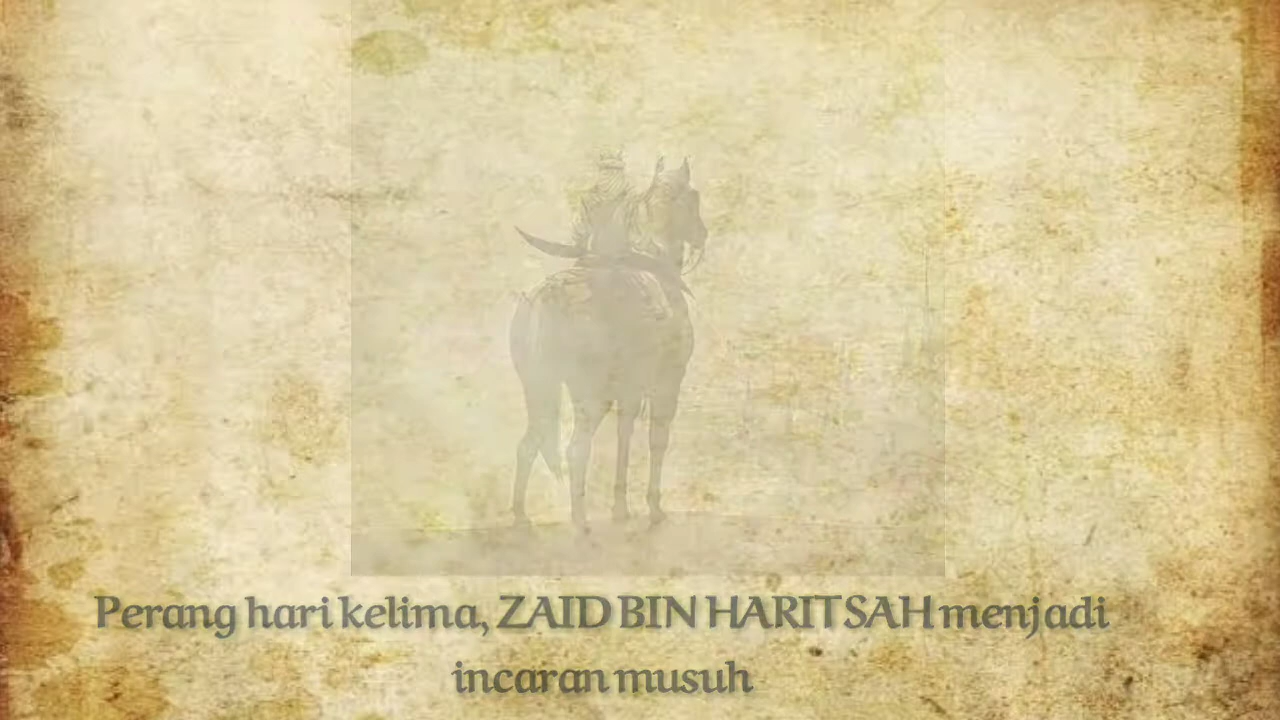 Perang hari kelima, ZAID BIN HARITSAH menjadi
incaran musuh